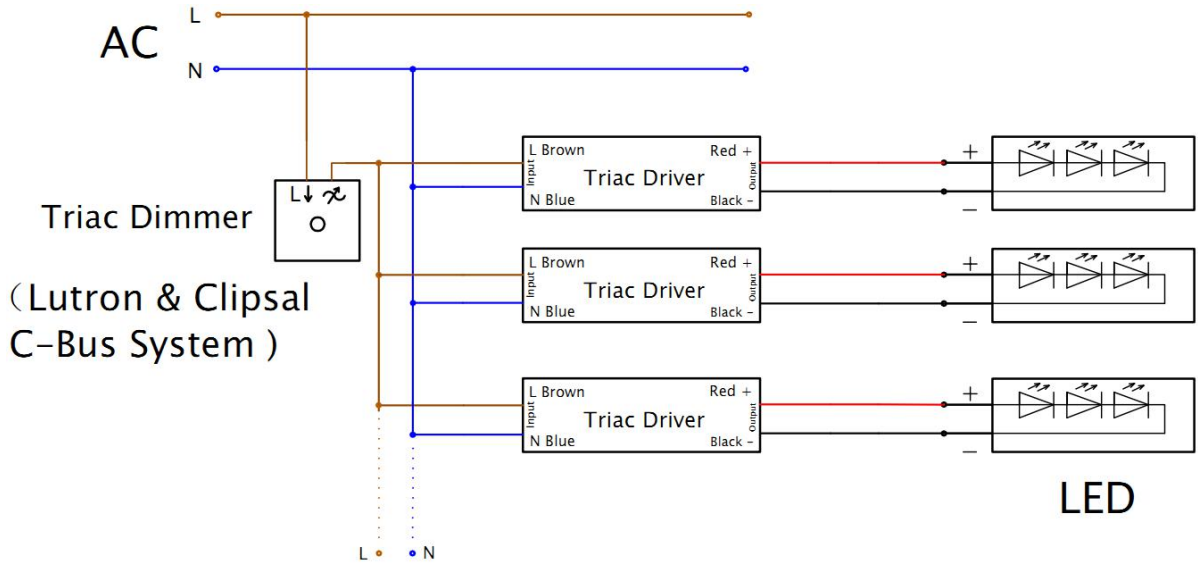 L
AC
N
L Brown
Red +
Input
Triac Driver
Output
N Blue
Black -
+
-
L
Triac Dimmer
(Lutron & Clipsal
C-Bus System )
L Brown
Red +
Input
Triac Driver
Output
N Blue
Black -
+
-
L Brown
Red +
Input
Triac Driver
Output
N Blue
Black -
+
-
LED
L
N